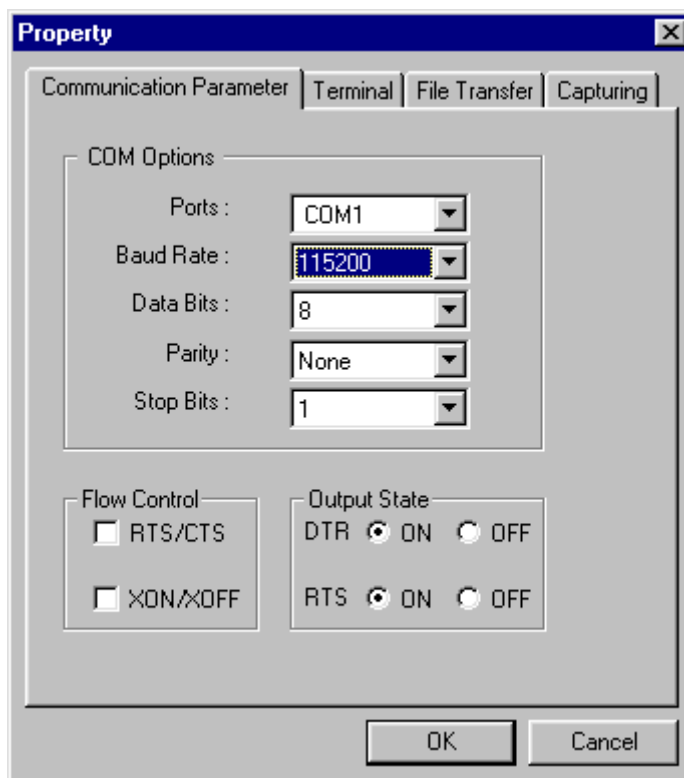 Property
Communication Parameter Terminal File Transfer Capturing
COM Options
Ports : COM1
Baud Rate : 115200
Data Bits : 8
Parity : None
Stop Bits : 1
Flow Control
RTS/CTS
XON/XOFF
Output State
DTR ON OFF
RTS ON OFF
OK Cancel